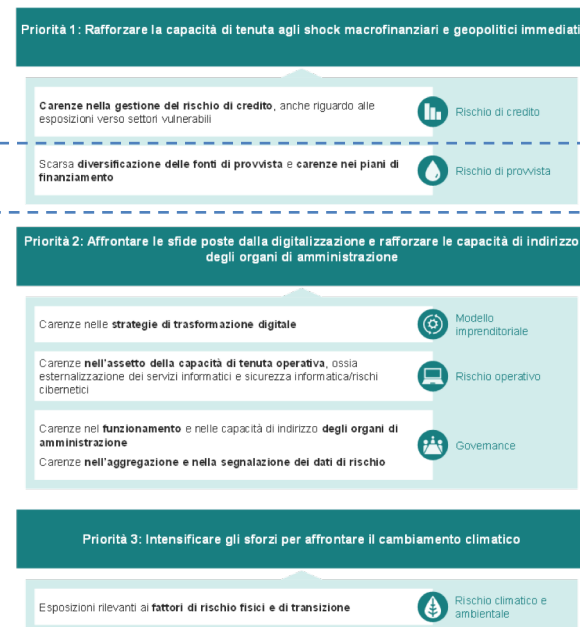 Priorità 1: Rafforzare la capacità di tenuta agli shock macrofinanziari e geopolitici immediati
Carenze nella gestione del rischio di credito, anche riguardo alle
esposizioni verso settori vulnerabili
Rischio di credito
Scarsa diversificazione delle fonti di provvista e carenze nei piani di
finanziamento
Rischio di provvista
Priorità 2: Affrontare le sfide poste dalla digitalizzazione e rafforzare le capacità di indirizzo
degli organi di amministrazione
Carenze nelle strategie di trasformazione digitale
Modello
imprenditoriale
Carenze nell'assetto della capacità di tenuta operativa, ossia
esternalizzazione dei servizi informatici e sicurezza informatica/rischi
cibernetici
Rischio operativo
Carenze nel funzionamento e nelle capacità di indirizzo degli organi di
amministrazione
Carenze nell'aggregazione e nella segnalazione dei dati di rischio
Governance
Priorità 3: Intensificare gli sforzi per affrontare il cambiamento climatico
Esposizioni rilevanti ai fattori di rischio fisici e di transizione
Rischio climatico e
ambientale